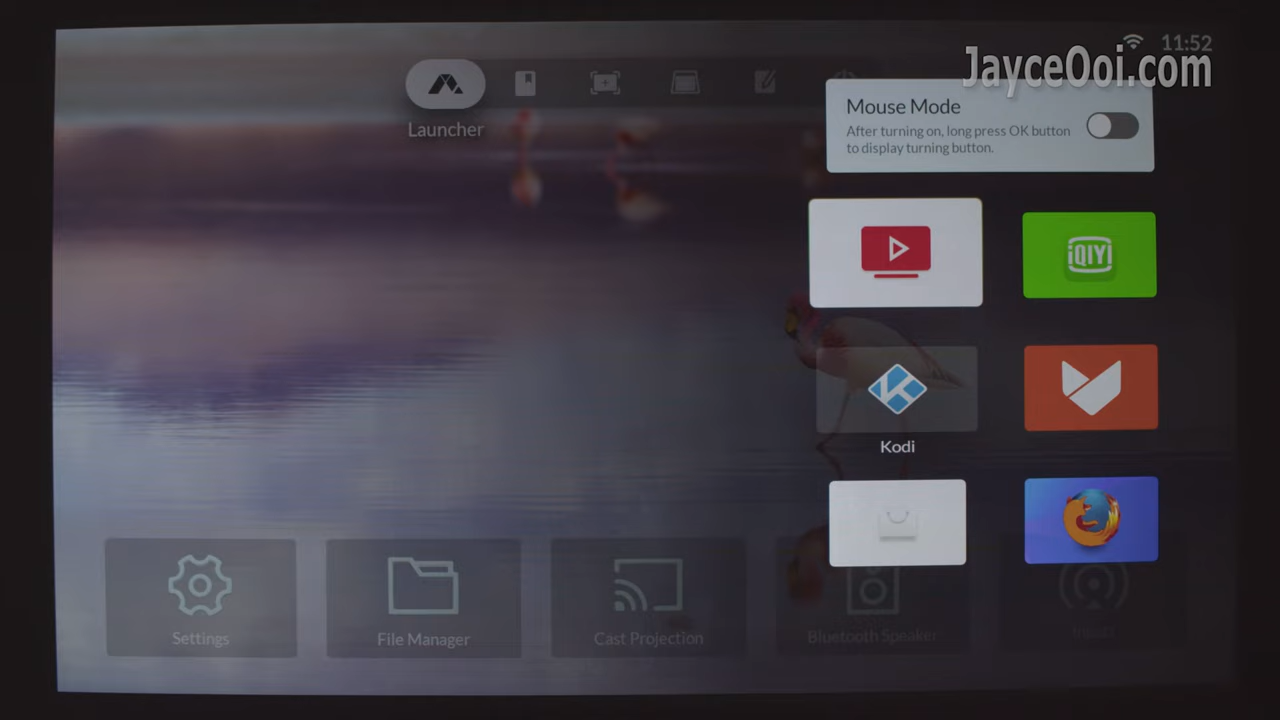 11:52
JayceOoi.com
Launcher
Mouse Mode
After turning on, long press OK button
to display turning button.
iQIYI
Kodi
Settings
File Manager
Cast Projection
Bluetooth Speaker
Inputs